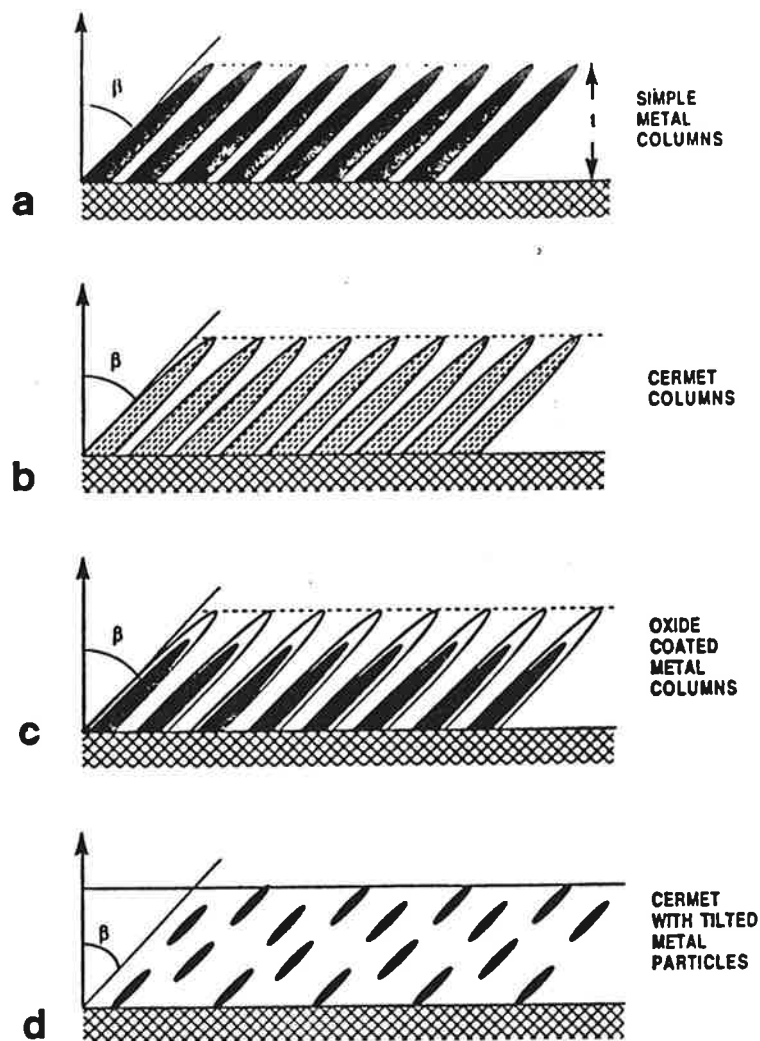 β
SIMPLE
METAL
COLUMNS
t
a
β
CERMET
COLUMNS
b
β
OXIDE
COATED
METAL
COLUMNS
c
β
CERMET
WITH TILTED
METAL
PARTICLES
d